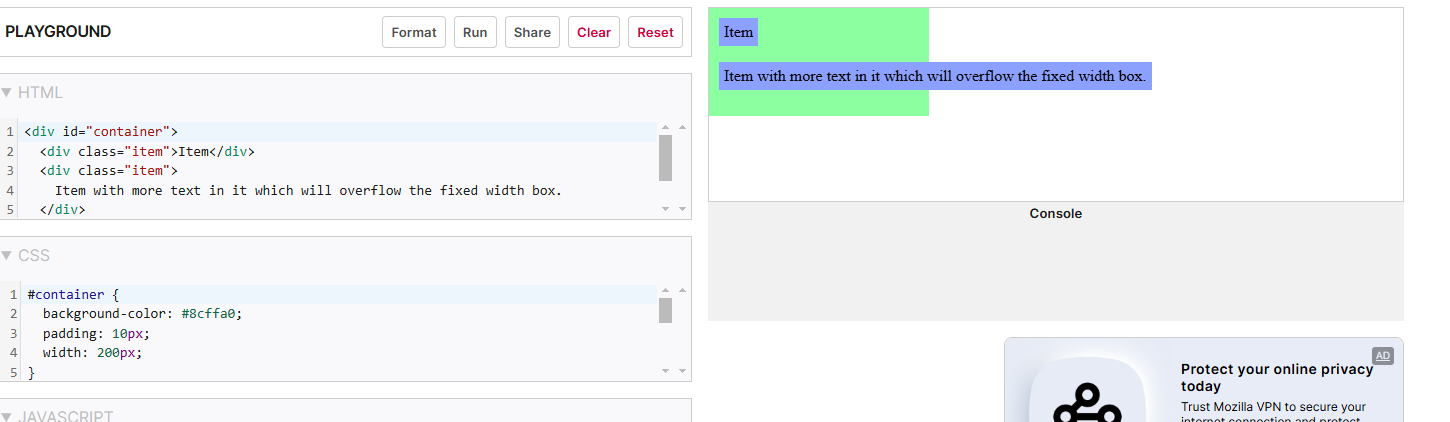 PLAYGROUND
Format Run Share Clear Reset
HTML
1 <div id="container">
2 <div class="item">Item</div>
3 <div class="item">
4 Item with more text in it which will overflow the fixed width box.
5 </div>
CSS
1 #container {
2 background-color: #8cffa0;
3 padding: 10px;
4 width: 200px;
5 }
JAVASCRIPT
Item
Item with more text in it which will overflow the fixed width box.
Console
AD
Protect your online privacy
today
Trust Mozilla VPN to secure your
internet connection and protect